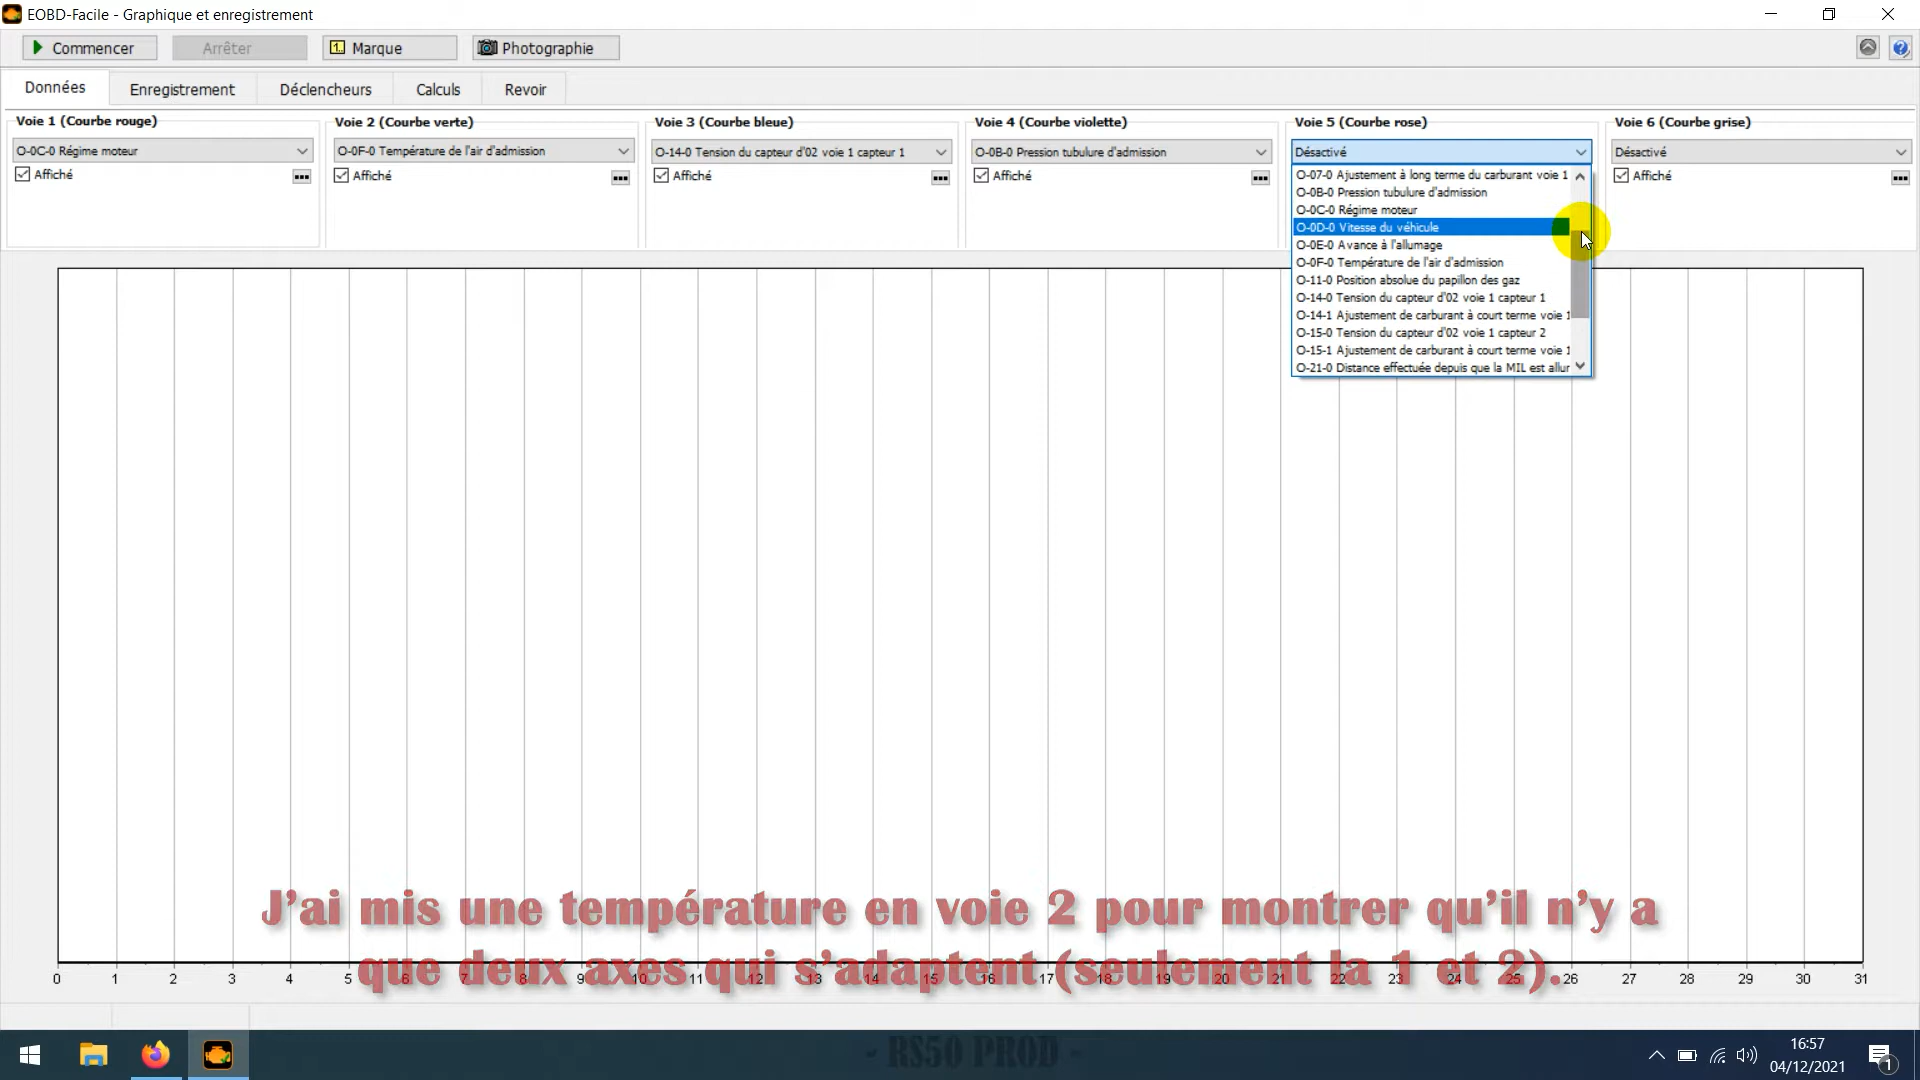 EOBD-Facile - Graphique et enregistrement
Commencer
Arrêter
Marque
Photographie
Données
Enregistrement
Déclencheurs
Calculs
Revoir
Voie 1 (Courbe rouge)
O-0C-0 Régime moteur
Affiché
Voie 2 (Courbe verte)
O-0F-0 Température de l'air d'admission
Affiché
Voie 3 (Courbe bleue)
O-14-0 Tension du capteur d'02 voie 1 capteur 1
Affiché
Voie 4 (Courbe violette)
O-0B-0 Pression tubulure d'admission
Affiché
Voie 5 (Courbe rose)
Désactivé
O-07-0 Ajustement à long terme du carburant voie 1
O-0B-0 Pression tubulure d'admission
O-0C-0 Régime moteur
O-0D-0 Vitesse du véhicule
O-0E-0 Avance à l'allumage
O-0F-0 Température de l'air d'admission
O-11-0 Position absolue du papillon des gaz
O-14-0 Tension du capteur d'02 voie 1 capteur 1
O-14-1 Ajustement de carburant à court terme voie 1
O-15-0 Tension du capteur d'02 voie 1 capteur 2
O-15-1 Ajustement de carburant à court terme voie 1
O-21-0 Distance effectuée depuis que la MIL est allur
Voie 6 (Courbe grise)
Désactivé
Affiché
J'ai mis une température en voie 2 pour montrer qu'il n'y a
que deux axes qui s'adaptent (seulement la 1 et 2).
0 1 2 3 4 5 6 7 8 9 10 11 12 13 14 15 16 17 18 19 20 21 22 23 24 25 26 27 28 29 30 31
- RS50 PROD -
16:57
04/12/2021
1